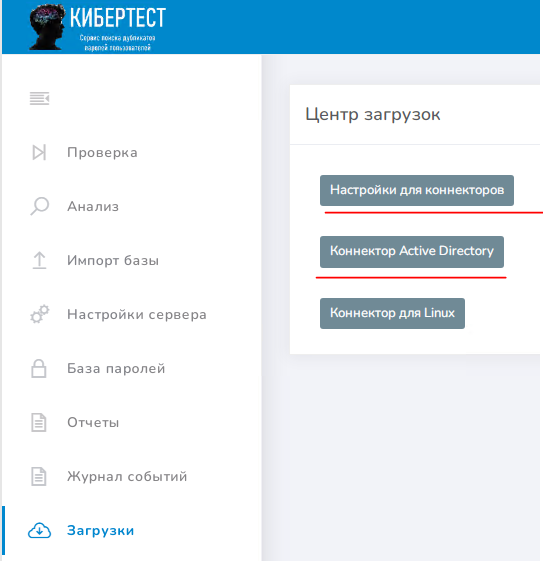 КИБЕРТЕСТ
Сервис поиска дубликатов
паролей пользователей
Центр загрузок
Проверка
Настройки для коннекторов
Анализ
Коннектор Active Directory
Импорт базы
Настройки сервера
Коннектор для Linux
База паролей
Отчеты
Журнал событий
Загрузки